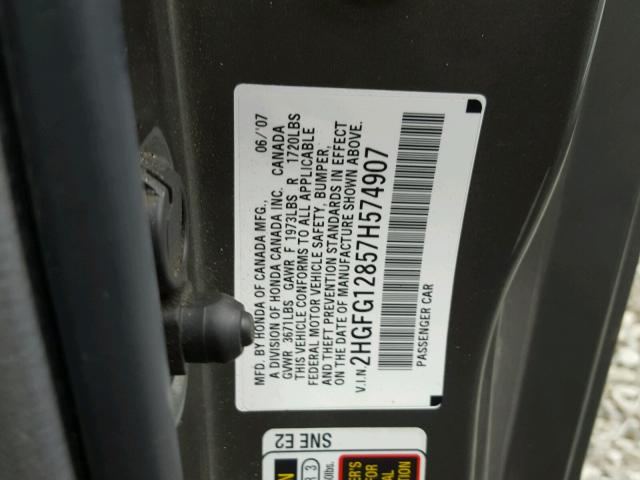 MFD. BY HONDA OF CANADA MFG., 06/'07
A DIVISION OF HONDA CANADA INC. CANADA
GVWR 3671LBS GAWR F 1973LBS R 1720LBS
THIS VEHICLE CONFORMS TO ALL APPLICABLE
FEDERAL MOTOR VEHICLE SAFETY, BUMPER,
AND THEFT PREVENTION STANDARDS IN EFFECT
ON THE DATE OF MANUFACTURE SHOWN ABOVE.
V.I.N. 2HGFG12857H574907
PASSENGER CAR
SNE E2
R 3